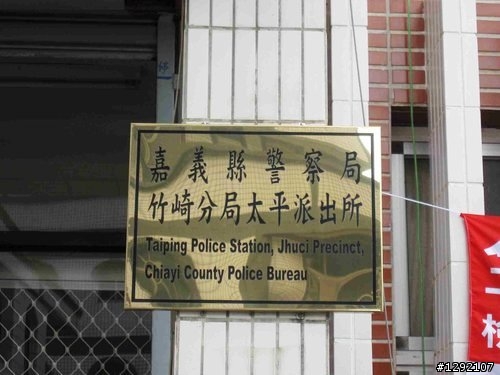 嘉義縣警察局
竹崎分局太平派出所
Taiping Police Station, Jhuci Precinct,
Chiayi County Police Bureau
#1292107